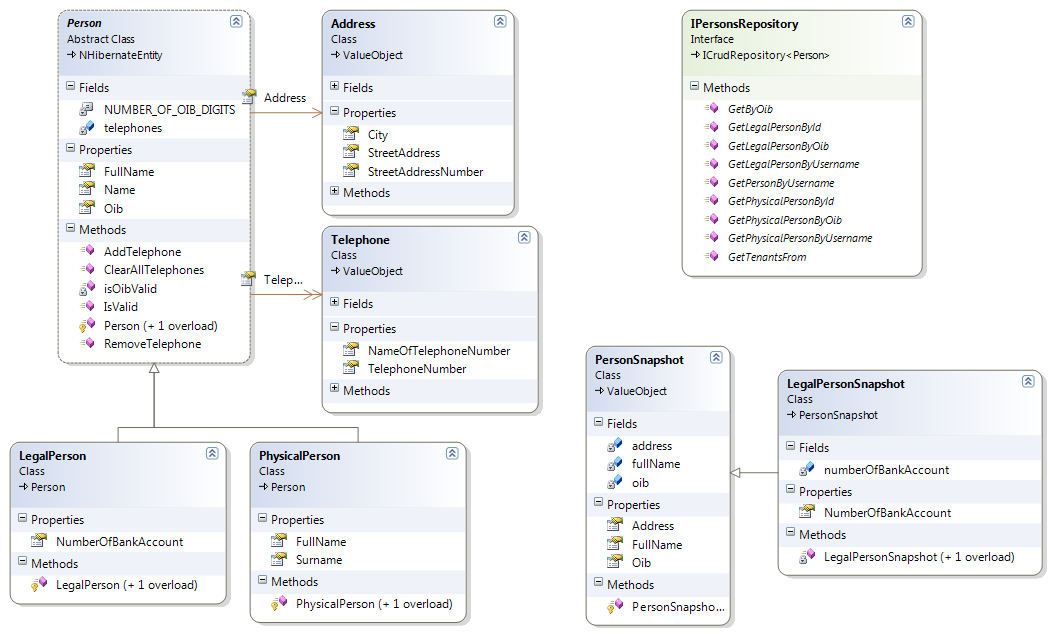 Person
Abstract Class
NHibernateEntity
Fields
NUMBER_OF_OIB_DIGITS
telephones
Properties
FullName
Name
Oib
Methods
AddTelephone
ClearAllTelephones
isOibValid
IsValid
Person (+ 1 overload)
RemoveTelephone
Address
Address
Class
ValueObject
Fields
Properties
City
StreetAddress
StreetAddressNumber
Methods
Telep...
Telephone
Class
ValueObject
Fields
Properties
NameOfTelephoneNumber
TelephoneNumber
Methods
IPersonsRepository
Interface
ICrudRepository<Person>
Methods
GetByOib
GetLegalPersonById
GetLegalPersonByOib
GetLegalPersonByUsername
GetPersonByUsername
GetPhysicalPersonById
GetPhysicalPersonByOib
GetPhysicalPersonByUsername
GetTenantsFrom
LegalPerson
Class
Person
Properties
NumberOfBankAccount
Methods
LegalPerson (+ 1 overload)
PhysicalPerson
Class
Person
Properties
FullName
Surname
Methods
PhysicalPerson (+ 1 overload)
PersonSnapshot
Class
ValueObject
Fields
address
fullName
oib
Properties
Address
FullName
Oib
Methods
PersonSnapsho...
LegalPersonSnapshot
Class
PersonSnapshot
Fields
numberOfBankAccount
Properties
NumberOfBankAccount
Methods
LegalPersonSnapshot (+ 1 overload)